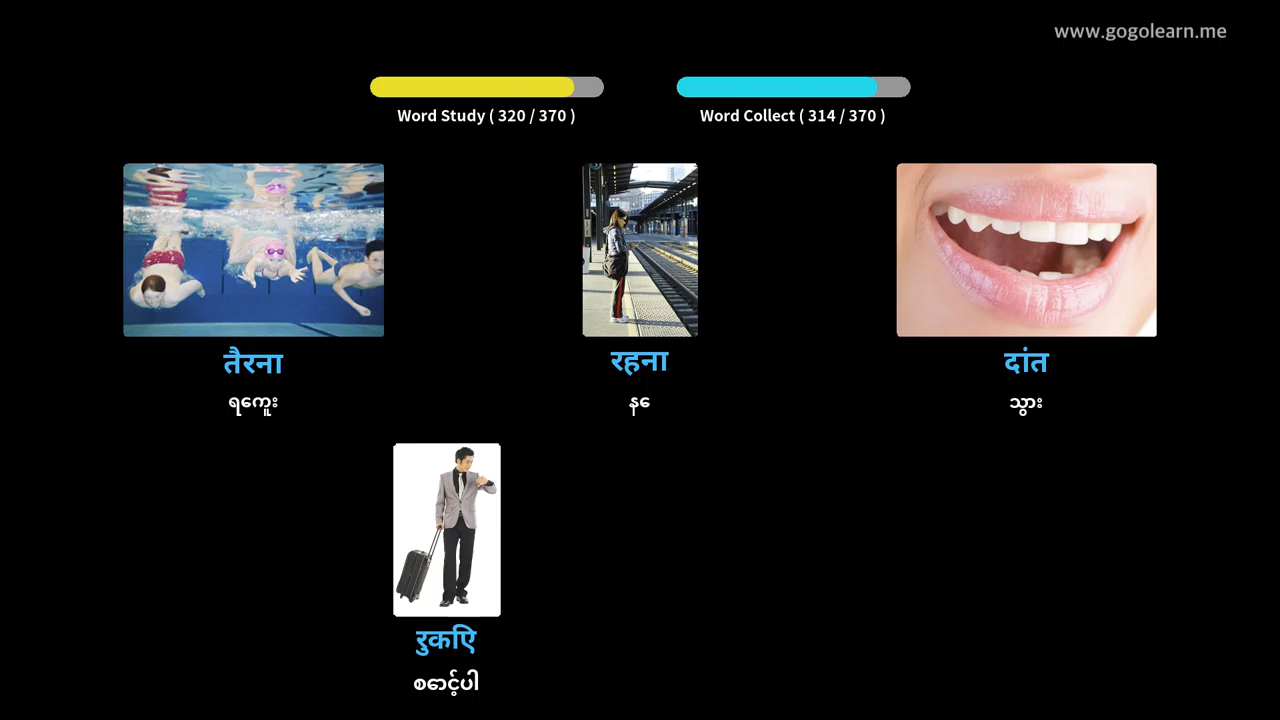 www.gogolearn.me
Word Study ( 320 / 370 )
Word Collect ( 314 / 370 )
तैरना
ရေကူး
रहना
နေ
दांत
သွား
रुकिए
စောင့်ပါ